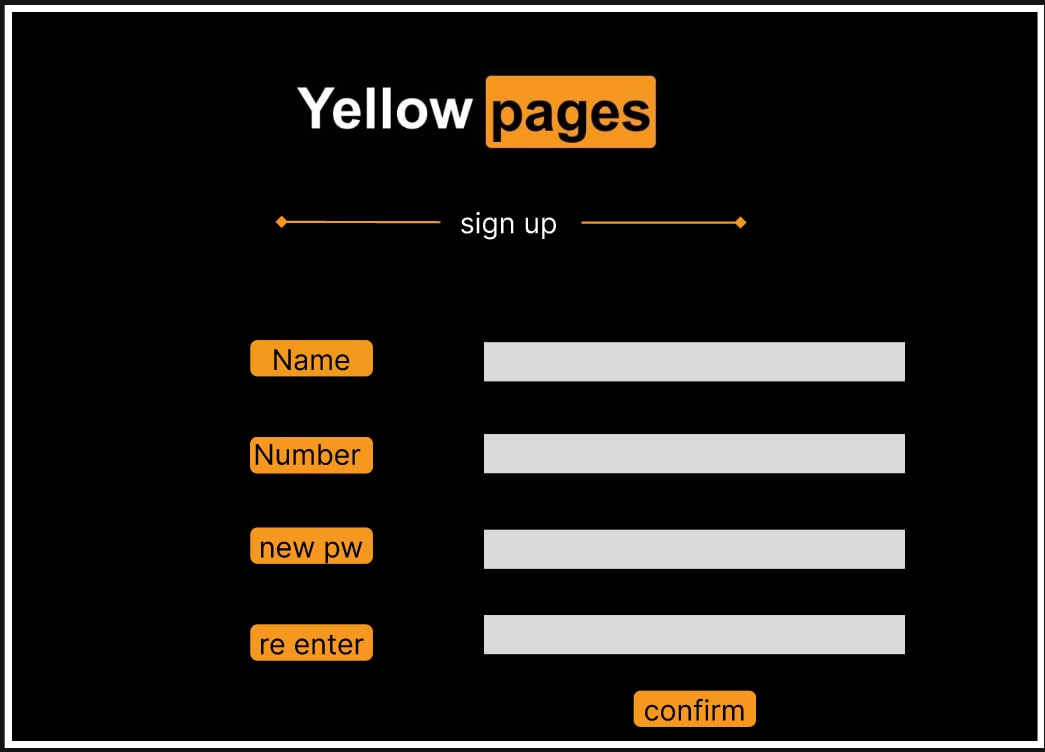 Yellow pages
sign up
Name
Number
new pw
re enter
confirm